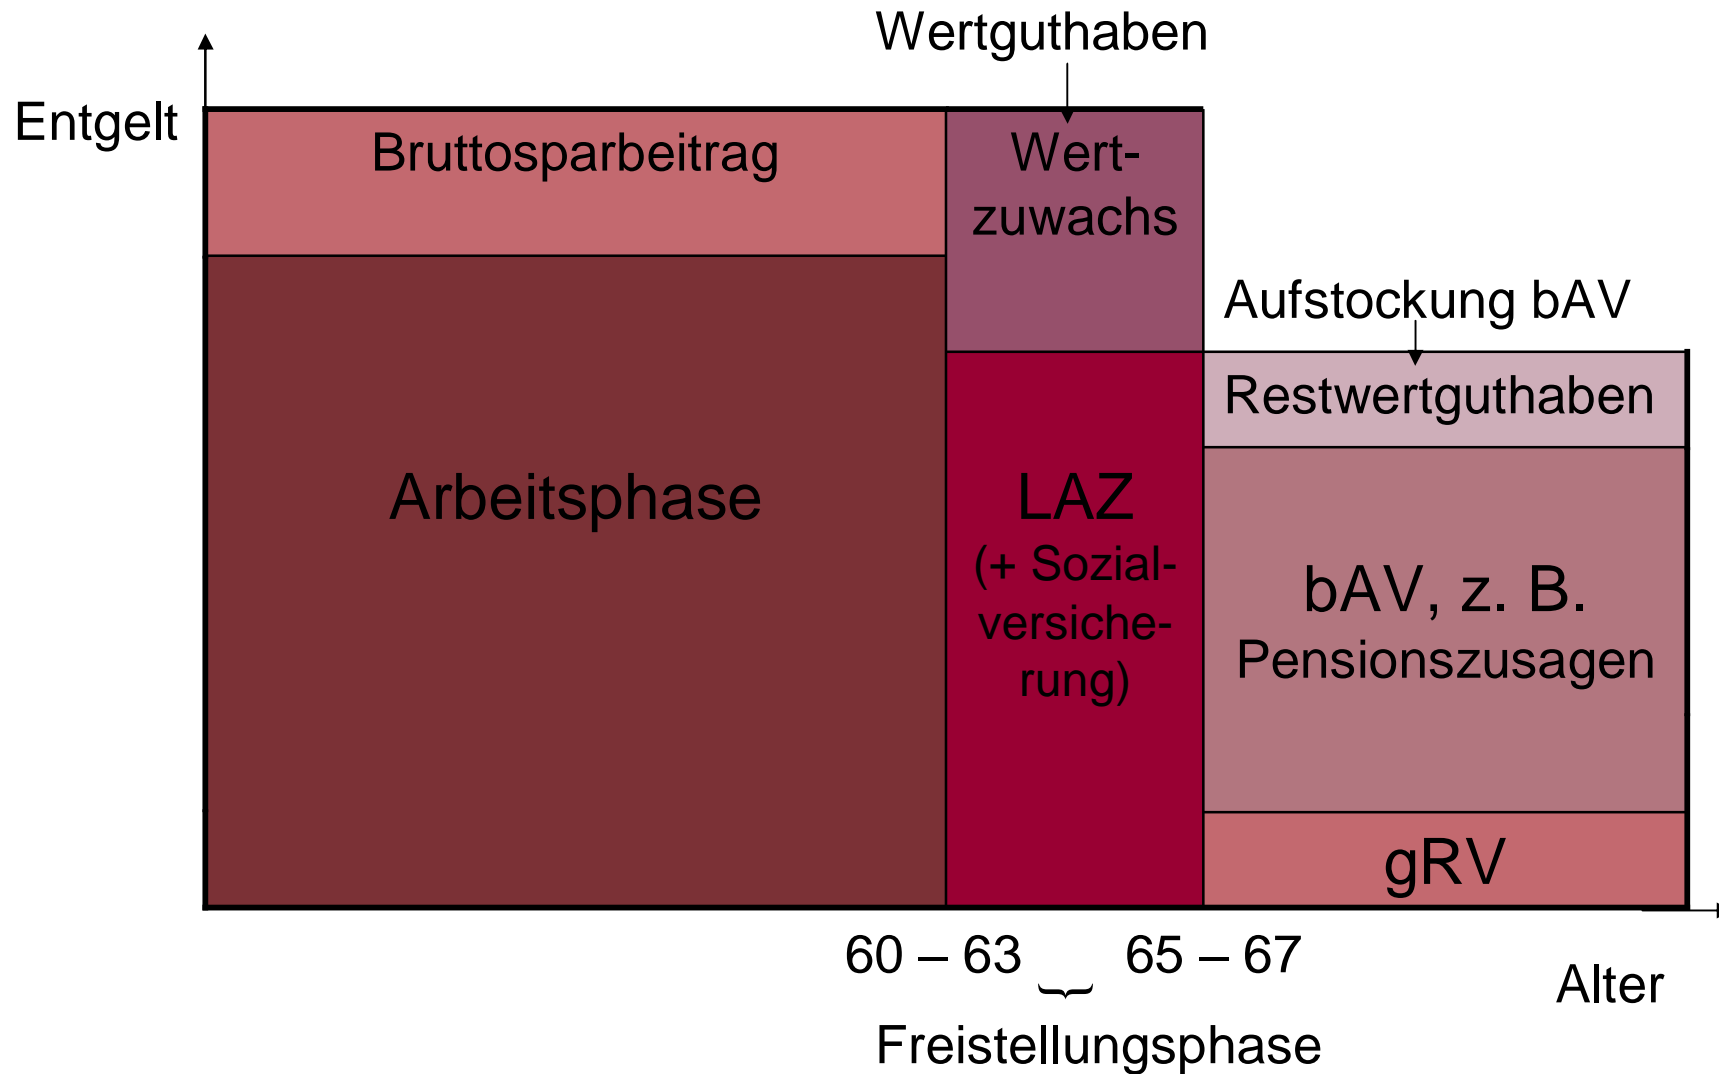 Wertguthaben
Entgelt
Bruttosparbeitrag
Wert-
zuwachs
Aufstockung bAV
Restwertguthaben
Arbeitsphase
LAZ
(+ Sozial-
versiche-
rung)
bAV, z. B.
Pensionszusagen
gRV
60 – 63
65 – 67
Alter
Freistellungsphase